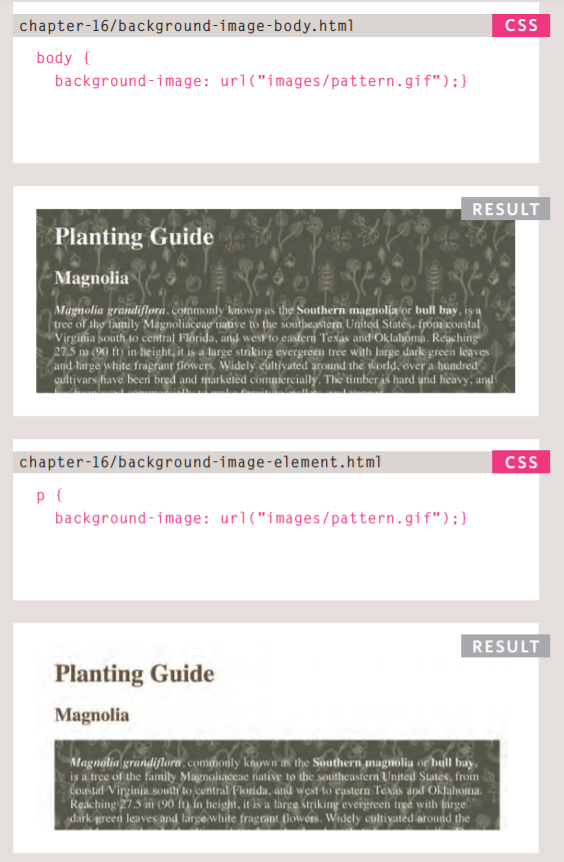 chapter-16/background-image-body.html CSS
body {
background-image: url("images/pattern.gif");}
RESULT
Planting Guide
Magnolia
Magnolia grandiflora, commonly known as the Southern magnolia or bull bay, is a
tree of the family Magnoliaceae native to the southeastern United States, from coastal
Virginia south to central Florida, and west to eastern Texas and Oklahoma. Reaching
27.5 m (90 ft) in height, it is a large striking evergreen tree with large dark green leaves
and large white fragrant flowers. Widely cultivated around the world, over a hundred
cultivars have been bred and marketed commercially. The timber is hard and heavy, and
chapter-16/background-image-element.html CSS
p {
background-image: url("images/pattern.gif");}
RESULT
Planting Guide
Magnolia
Magnolia grandiflora, commonly known as the Southern magnolia or bull bay,
is a tree of the family Magnoliaceae native to the southeastern United States, from
coastal Virginia south to central Florida, and west to eastern Texas and Oklahoma.
Reaching 27.5 m (90 ft) in height, it is a large striking evergreen tree with large
dark green leaves and large white fragrant flowers. Widely cultivated around the